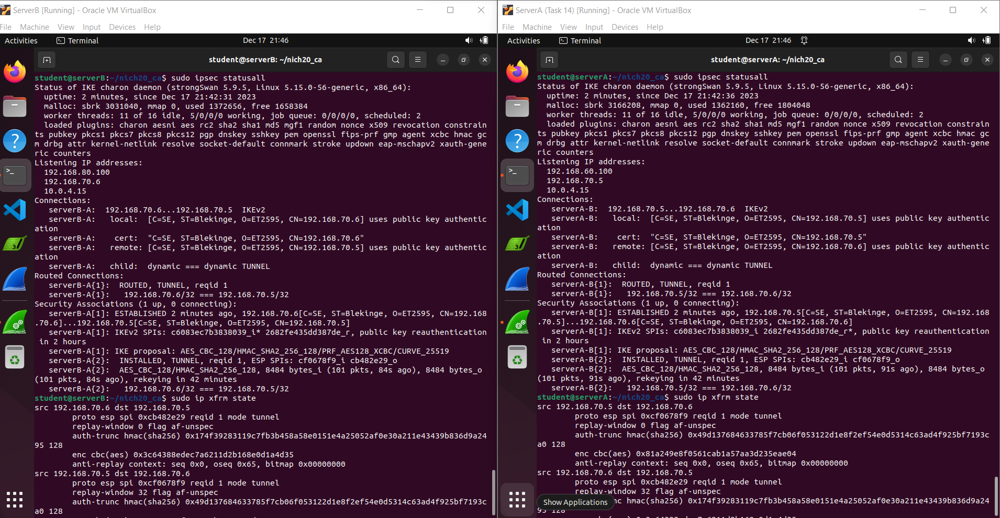 ServerB [Running] - Oracle VM VirtualBox
File Machine View Input Devices Help
Activities Terminal Dec 17 21:46
student@serverB: ~/nich20_ca
student@serverB:~/nich20_ca$ sudo ipsec statusall
Status of IKE charon daemon (strongSwan 5.9.5, Linux 5.15.0-56-generic, x86_64):
  uptime: 2 minutes, since Dec 17 21:42:31 2023
  malloc: sbrk 3031040, mmap 0, used 1372656, free 1658384
  worker threads: 11 of 16 idle, 5/0/0/0 working, job queue: 0/0/0/0, scheduled: 2
  loaded plugins: charon aesni aes rc2 sha2 sha1 md5 mgf1 random nonce x509 revocation constrain
ts pubkey pkcs1 pkcs7 pkcs8 pkcs12 pgp dnskey sshkey pem openssl fips-prf gmp agent xcbc hmac gc
m drbg attr kernel-netlink resolve socket-default connmark stroke updown eap-mschapv2 xauth-gene
ric counters
Listening IP addresses:
  192.168.80.100
  192.168.70.6
  10.0.4.15
Connections:
   serverB-A:  192.168.70.6...192.168.70.5  IKEv2
   serverB-A:   local:  [C=SE, ST=Blekinge, O=ET2595, CN=192.168.70.6] uses public key authentic
ation
   serverB-A:    cert:  "C=SE, ST=Blekinge, O=ET2595, CN=192.168.70.6"
   serverB-A:   remote: [C=SE, ST=Blekinge, O=ET2595, CN=192.168.70.5] uses public key authentic
ation
   serverB-A:   child:  dynamic === dynamic TUNNEL
Routed Connections:
   serverB-A{1}:  ROUTED, TUNNEL, reqid 1
   serverB-A{1}:   192.168.70.6/32 === 192.168.70.5/32
Security Associations (1 up, 0 connecting):
   serverB-A[1]: ESTABLISHED 2 minutes ago, 192.168.70.6[C=SE, ST=Blekinge, O=ET2595, CN=192.168
.70.6]...192.168.70.5[C=SE, ST=Blekinge, O=ET2595, CN=192.168.70.5]
   serverB-A[1]: IKEv2 SPIs: c6083ec7b3838039_i* 2682fe435dd387de_r, public key reauthentication
 in 2 hours
   serverB-A[1]: IKE proposal: AES_CBC_128/HMAC_SHA2_256_128/PRF_AES128_XCBC/CURVE_25519
   serverB-A{2}:  INSTALLED, TUNNEL, reqid 1, ESP SPIs: cf0678f9_i cb482e29_o
   serverB-A{2}:  AES_CBC_128/HMAC_SHA2_256_128, 8484 bytes_i (101 pkts, 84s ago), 8484 bytes_o
(101 pkts, 84s ago), rekeying in 42 minutes
   serverB-A{2}:   192.168.70.6/32 === 192.168.70.5/32
student@serverB:~/nich20_ca$ sudo ip xfrm state
src 192.168.70.6 dst 192.168.70.5
        proto esp spi 0xcb482e29 reqid 1 mode tunnel
        replay-window 0 flag af-unspec
        auth-trunc hmac(sha256) 0x174f39283119c7fb3b458a58e0151e4a25052af0e30a211e43439b836d9a24
95 128
        enc cbc(aes) 0x3c64388edec7a6211d2b168e0d1a4d35
        anti-replay context: seq 0x0, oseq 0x65, bitmap 0x00000000
src 192.168.70.5 dst 192.168.70.6
        proto esp spi 0xcf0678f9 reqid 1 mode tunnel
        replay-window 32 flag af-unspec
        auth-trunc hmac(sha256) 0x49d137684633785f7cb06f053122d1e8f2ef54e0d5314c63ad4f925bf7193c
a0 128
ServerA (Task 14) [Running] - Oracle VM VirtualBox
File Machine View Input Devices Help
Activities Terminal Dec 17 21:46
student@serverA: ~/nich20_ca
student@serverA:~/nich20_ca$ sudo ipsec statusall
Status of IKE charon daemon (strongSwan 5.9.5, Linux 5.15.0-56-generic, x86_64):
  uptime: 2 minutes, since Dec 17 21:42:36 2023
  malloc: sbrk 3166208, mmap 0, used 1362160, free 1804048
  worker threads: 11 of 16 idle, 5/0/0/0 working, job queue: 0/0/0/0, scheduled: 2
  loaded plugins: charon aesni aes rc2 sha2 sha1 md5 mgf1 random nonce x509 revocation constrain
ts pubkey pkcs1 pkcs7 pkcs8 pkcs12 pgp dnskey sshkey pem openssl fips-prf gmp agent xcbc hmac gc
m drbg attr kernel-netlink resolve socket-default connmark stroke updown eap-mschapv2 xauth-gene
ric counters
Listening IP addresses:
  192.168.60.100
  192.168.70.5
  10.0.4.15
Connections:
   serverA-B:  192.168.70.5...192.168.70.6  IKEv2
   serverA-B:   local:  [C=SE, ST=Blekinge, O=ET2595, CN=192.168.70.5] uses public key authentic
ation
   serverA-B:    cert:  "C=SE, ST=Blekinge, O=ET2595, CN=192.168.70.5"
   serverA-B:   remote: [C=SE, ST=Blekinge, O=ET2595, CN=192.168.70.6] uses public key authentic
ation
   serverA-B:   child:  dynamic === dynamic TUNNEL
Routed Connections:
   serverA-B{1}:  ROUTED, TUNNEL, reqid 1
   serverA-B{1}:   192.168.70.5/32 === 192.168.70.6/32
Security Associations (1 up, 0 connecting):
   serverA-B[1]: ESTABLISHED 2 minutes ago, 192.168.70.5[C=SE, ST=Blekinge, O=ET2595, CN=192.168
.70.5]...192.168.70.6[C=SE, ST=Blekinge, O=ET2595, CN=192.168.70.6]
   serverA-B[1]: IKEv2 SPIs: c6083ec7b3838039_i 2682fe435dd387de_r*, public key reauthentication
 in 2 hours
   serverA-B[1]: IKE proposal: AES_CBC_128/HMAC_SHA2_256_128/PRF_AES128_XCBC/CURVE_25519
   serverA-B{2}:  INSTALLED, TUNNEL, reqid 1, ESP SPIs: cb482e29_i cf0678f9_o
   serverA-B{2}:  AES_CBC_128/HMAC_SHA2_256_128, 8484 bytes_i (101 pkts, 91s ago), 8484 bytes_o
(101 pkts, 91s ago), rekeying in 42 minutes
   serverA-B{2}:   192.168.70.5/32 === 192.168.70.6/32
student@serverA:~/nich20_ca$ sudo ip xfrm state
src 192.168.70.5 dst 192.168.70.6
        proto esp spi 0xcf0678f9 reqid 1 mode tunnel
        replay-window 0 flag af-unspec
        auth-trunc hmac(sha256) 0x49d137684633785f7cb06f053122d1e8f2ef54e0d5314c63ad4f925bf7193c
a0 128
        enc cbc(aes) 0x81a249e8f0561cab1a57aa3d235eae04
        anti-replay context: seq 0x0, oseq 0x65, bitmap 0x00000000
src 192.168.70.6 dst 192.168.70.5
        proto esp spi 0xcb482e29 reqid 1 mode tunnel
        replay-window 32 flag af-unspec
Show Applications
nc hmac(sha256) 0x174f39283119c7fb3b458a58e0151e4a25052af0e30a211e43439b836d9a24
95 128